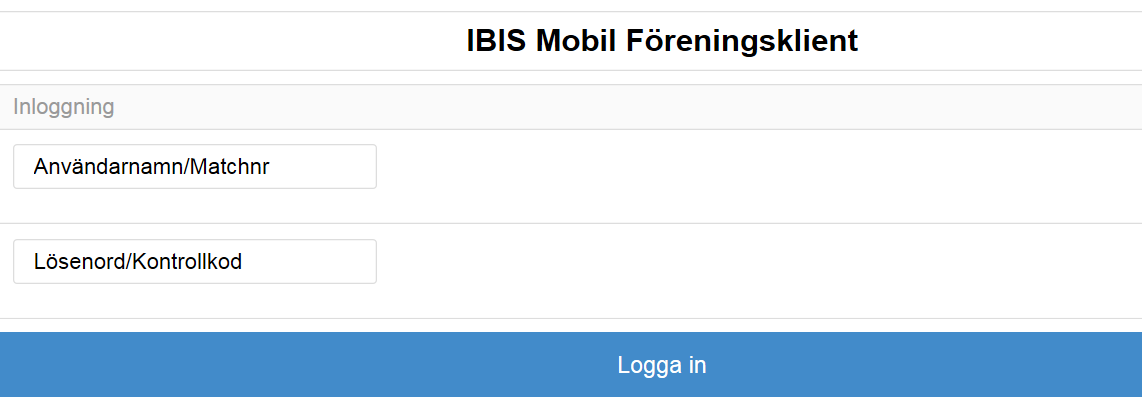 IBIS Mobil Föreningsklient
Inloggning
Användarnamn/Matchnr
Lösenord/Kontrollkod
Logga in